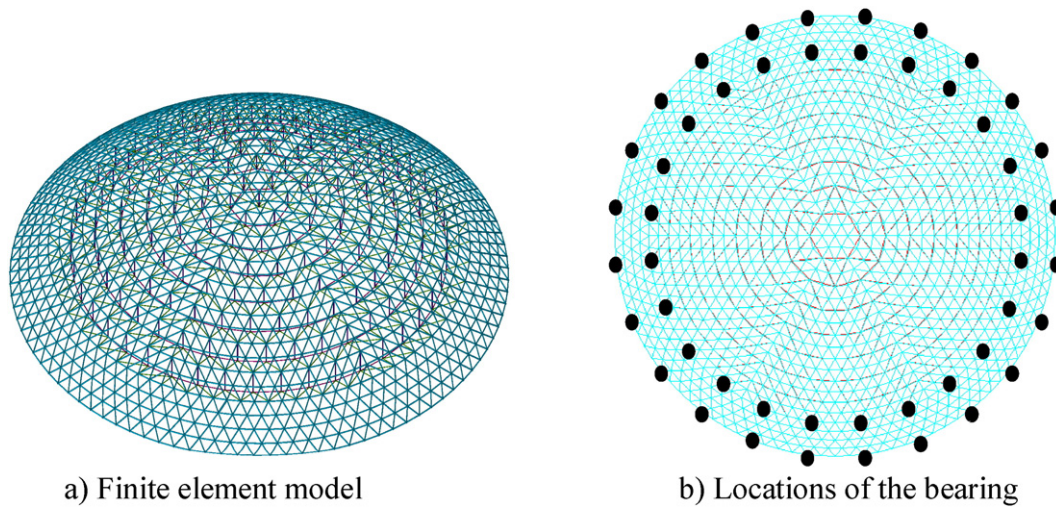 a) Finite element model
b) Locations of the bearing